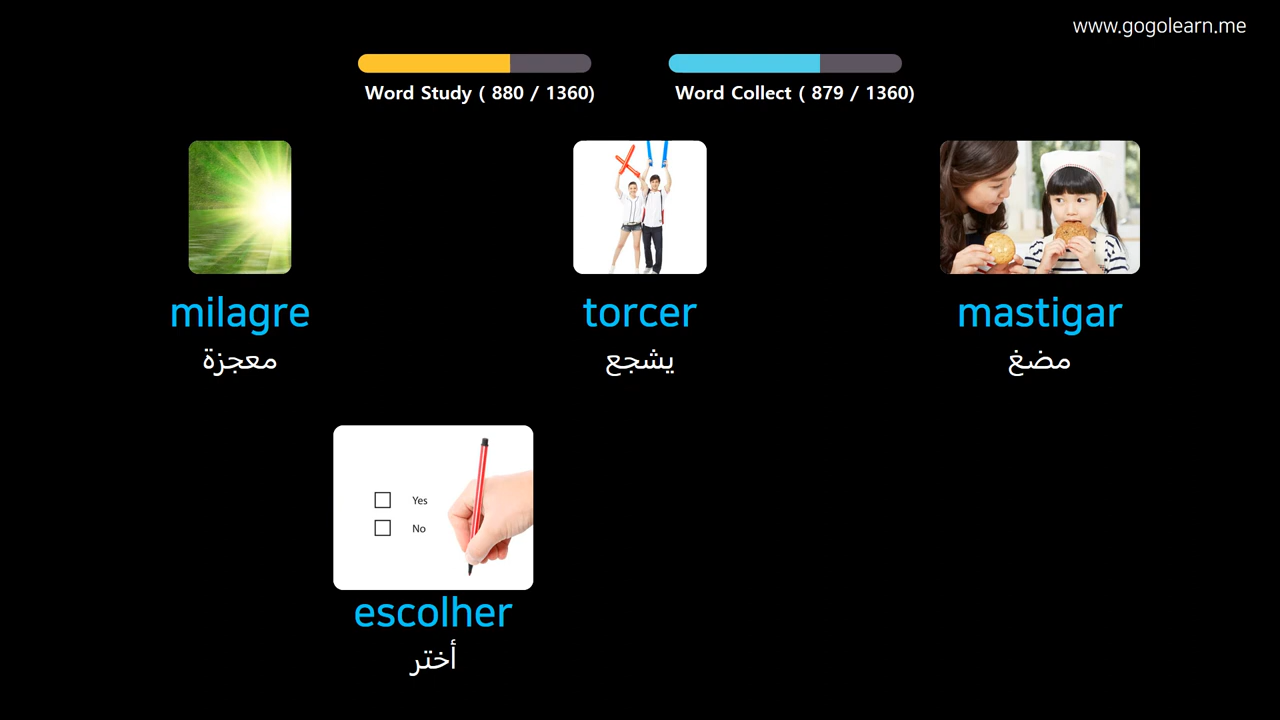 www.gogolearn.me
Word Study ( 880 / 1360)
Word Collect ( 879 / 1360)
milagre
معجزة
torcer
يشجع
mastigar
مضغ
Yes
No
escolher
أختر